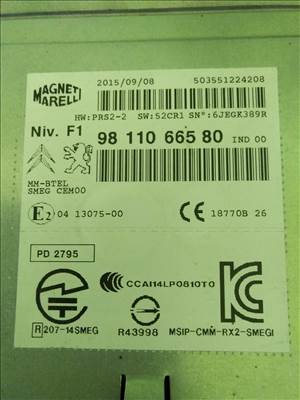 MAGNETI
MARELLI
2015/09/08 503551224208
HW:PRS2-2 SW:52CR1 SN°:6JEGK389R
Niv. F1 98 110 665 80 IND 00
MM-BTEL
SMEG CEM00
E2 04 13075-00 CE 18770B 26
PD 2795
CCAI14LP0810T0
R 207-14SMEG R43998 MSIP-CMM-RX2-SMEGI